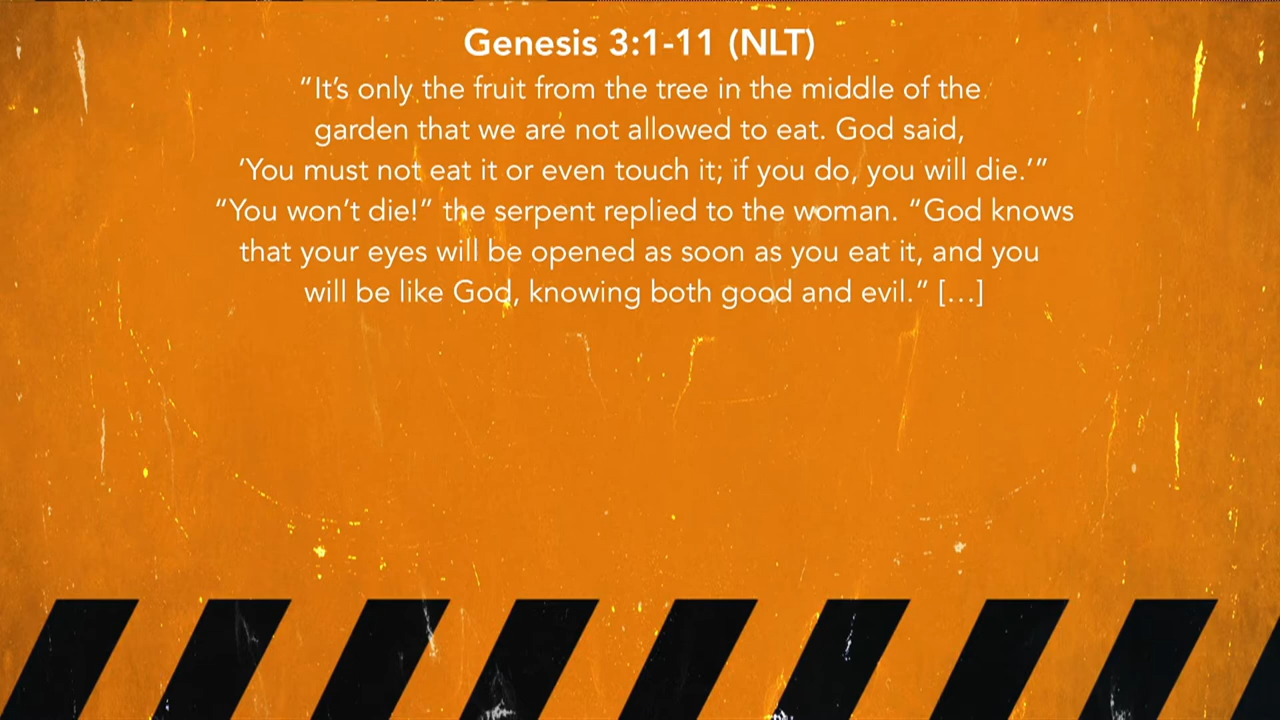 Genesis 3:1-11 (NLT)
“It’s only the fruit from the tree in the middle of the
garden that we are not allowed to eat. God said,
‘You must not eat it or even touch it; if you do, you will die.’”
“You won’t die!” the serpent replied to the woman. “God knows
that your eyes will be opened as soon as you eat it, and you
will be like God, knowing both good and evil.” [...]